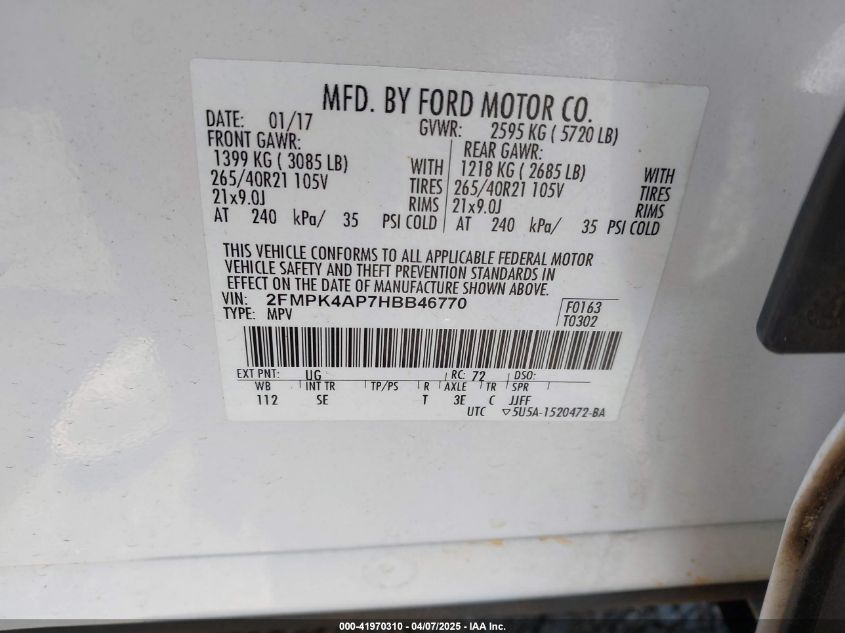 MFD. BY FORD MOTOR CO.
DATE: 01/17 GVWR: 2595 KG ( 5720 LB)
FRONT GAWR: REAR GAWR:
1399 KG ( 3085 LB) WITH 1218 KG ( 2685 LB) WITH
265/40R21 105V TIRES 265/40R21 105V TIRES
21x9.0J RIMS 21x9.0J RIMS
AT 240 kPa/ 35 PSI COLD AT 240 kPa/ 35 PSI COLD
THIS VEHICLE CONFORMS TO ALL APPLICABLE FEDERAL MOTOR
VEHICLE SAFETY AND THEFT PREVENTION STANDARDS IN
EFFECT ON THE DATE OF MANUFACTURE SHOWN ABOVE.
VIN: 2FMPK4AP7HBB46770 F0163
TYPE: MPV T0302
EXT PNT: UG RC: 72 DSO:
WB INT TR TP/PS R AXLE TR SPR
112 SE T 3E C JJFF
UTC ▽5U5A-1520472-BA
000-41970310 - 04/07/2025 - IAA Inc.